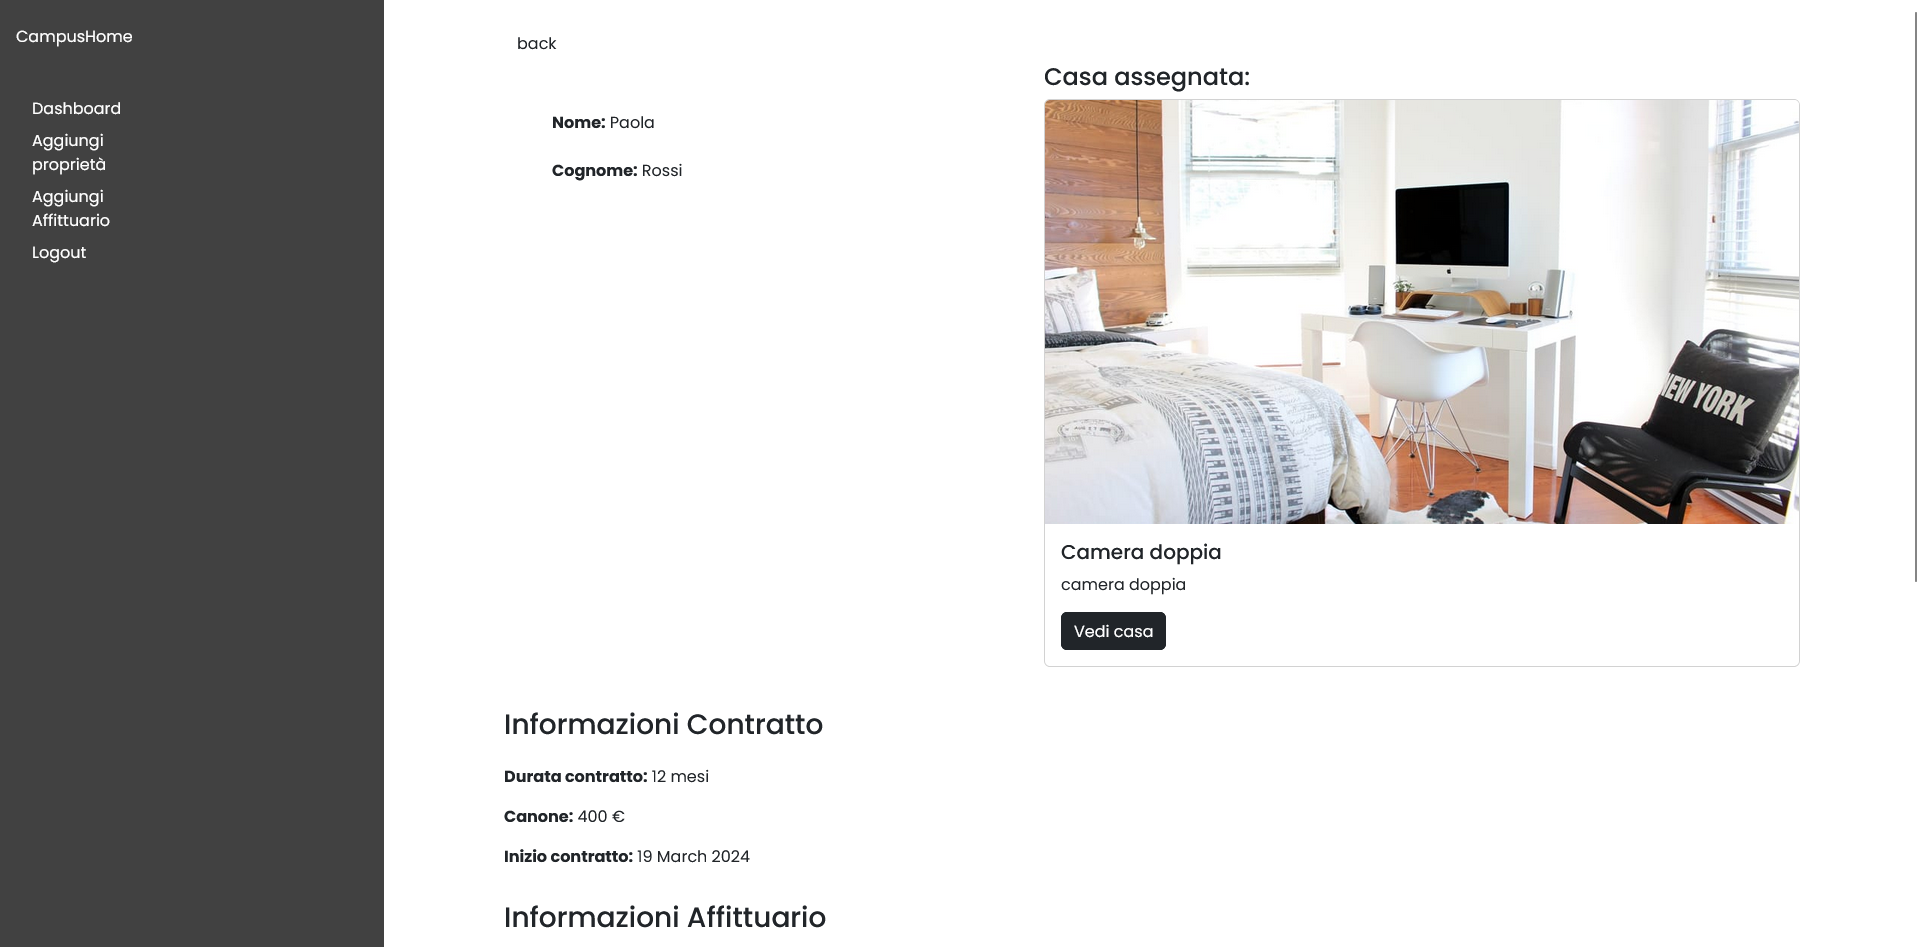 CampusHome
Dashboard
Aggiungi
proprietà
Aggiungi
Affittuario
Logout
back
Nome: Paola
Cognome: Rossi
Casa assegnata:
NEW YORK
Camera doppia
camera doppia
Vedi casa
Informazioni Contratto
Durata contratto: 12 mesi
Canone: 400 €
Inizio contratto: 19 March 2024
Informazioni Affittuario